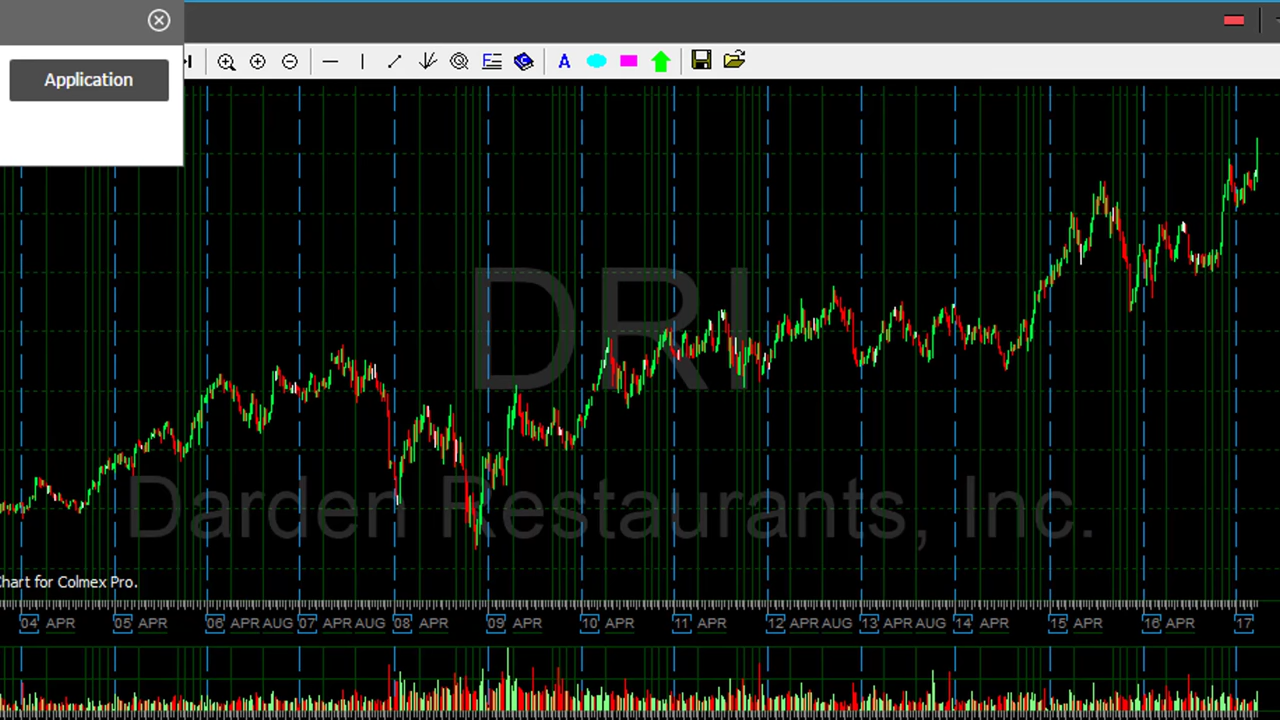 Application
A
DRI
Darden Restaurants, Inc.
Chart for Colmex Pro.
04 APR 05 APR 06 APR AUG 07 APR AUG 08 APR 09 APR 10 APR 11 APR 12 APR AUG 13 APR AUG 14 APR 15 APR 16 APR 17